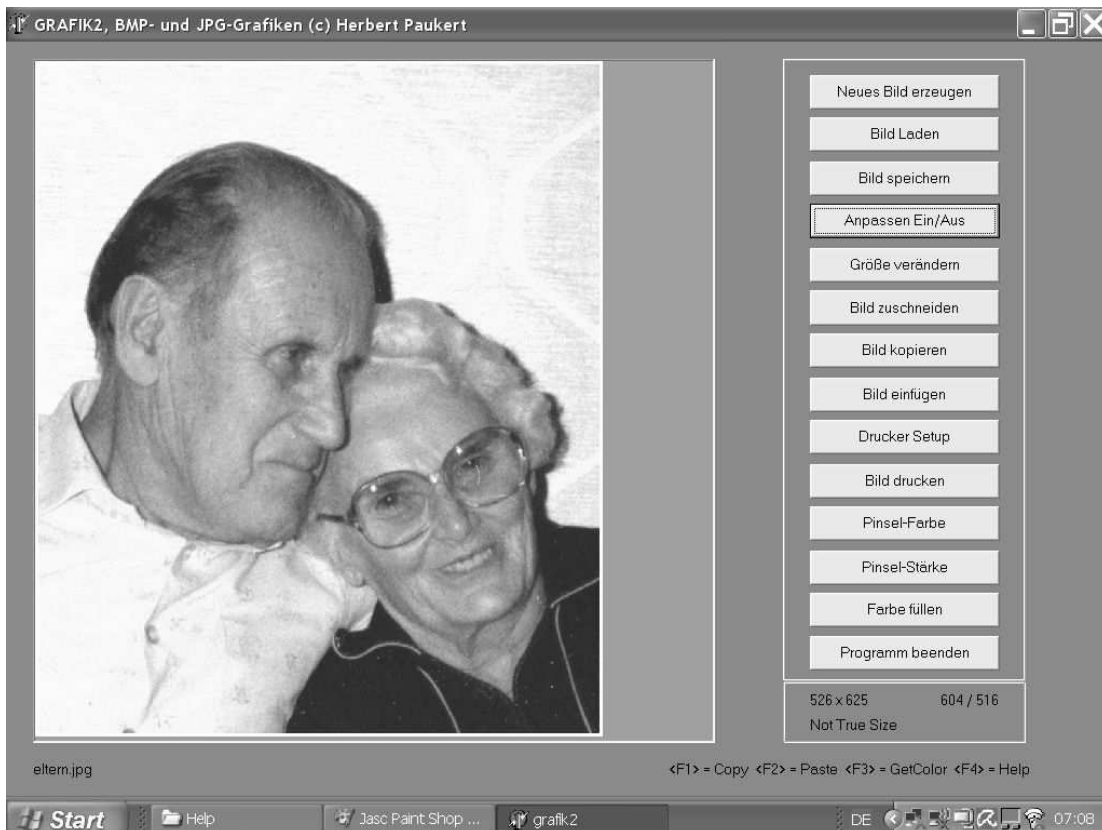 GRAFIK2, BMP- und JPG-Grafiken (c) Herbert Paukert
Neues Bild erzeugen
Bild Laden
Bild speichern
Anpassen Ein/Aus
Größe verändern
Bild zuschneiden
Bild kopieren
Bild einfügen
Drucker Setup
Bild drucken
Pinsel-Farbe
Pinsel-Stärke
Farbe füllen
Programm beenden
526 x 625 604 / 516
Not True Size
eltern.jpg <F1> = Copy <F2> = Paste <F3> = GetColor <F4> = Help
Start Help Jasc Paint Shop ... grafik2 DE 07:08